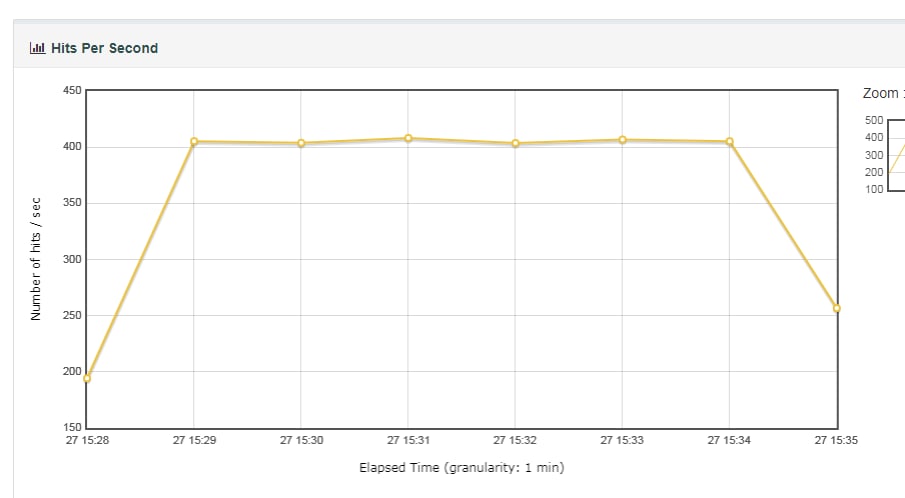 Hits Per Second
Zoom :
450
400
350
300
250
200
150
Number of hits / sec
27 15:28 27 15:29 27 15:30 27 15:31 27 15:32 27 15:33 27 15:34 27 15:35
Elapsed Time (granularity: 1 min)
500
400
300
200
100